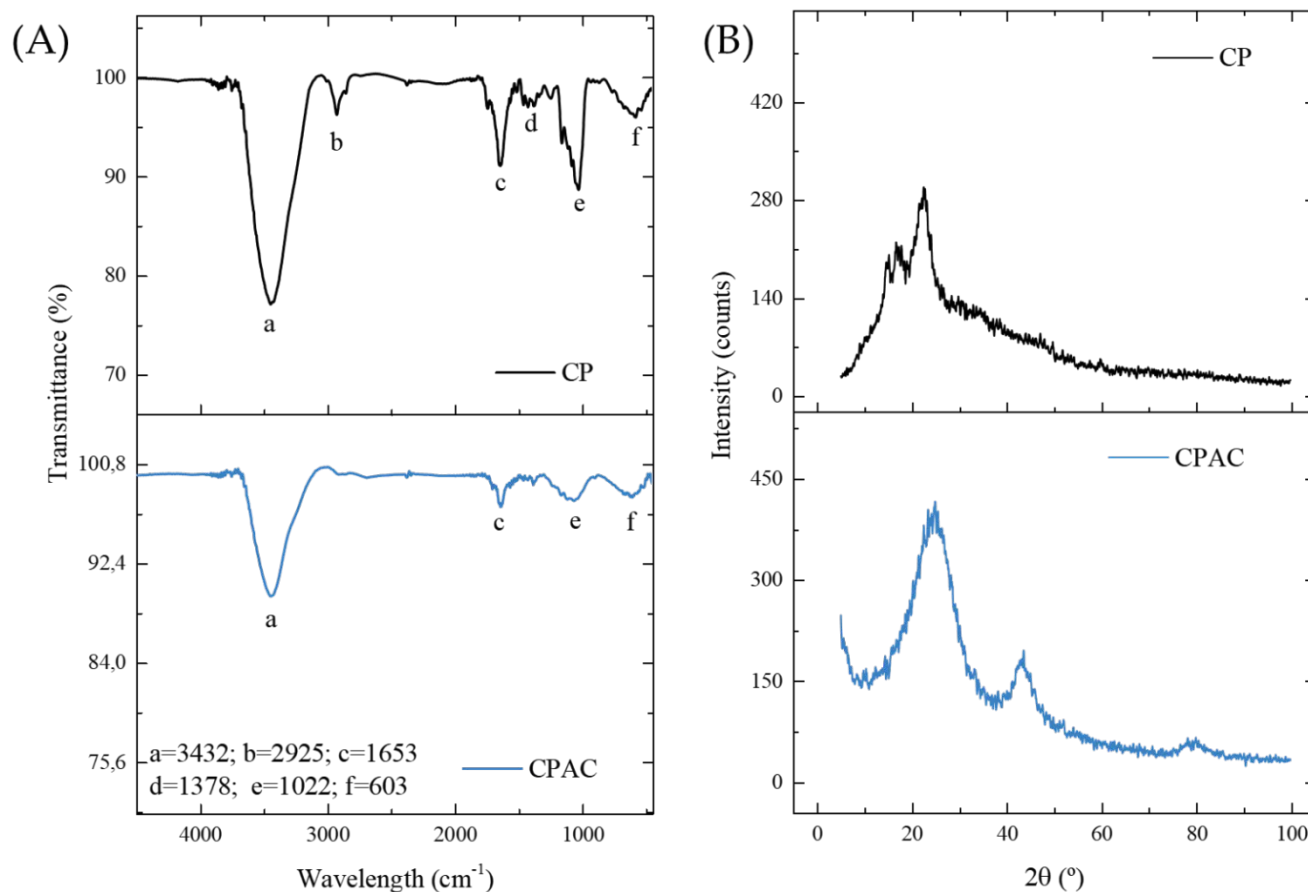 (A)
100
90
80
70
a
b
c
d
e
f
CP
Transmittance (%)
100,8
92,4
84,0
75,6
a
c
e
f
a=3432; b=2925; c=1653
d=1378; e=1022; f=603
CPAC
4000
3000
2000
1000
Wavelength (cm⁻¹)
(B)
CP
420
280
140
0
Intensity (counts)
CPAC
450
300
150
0
0
20
40
60
80
100
2θ (º)